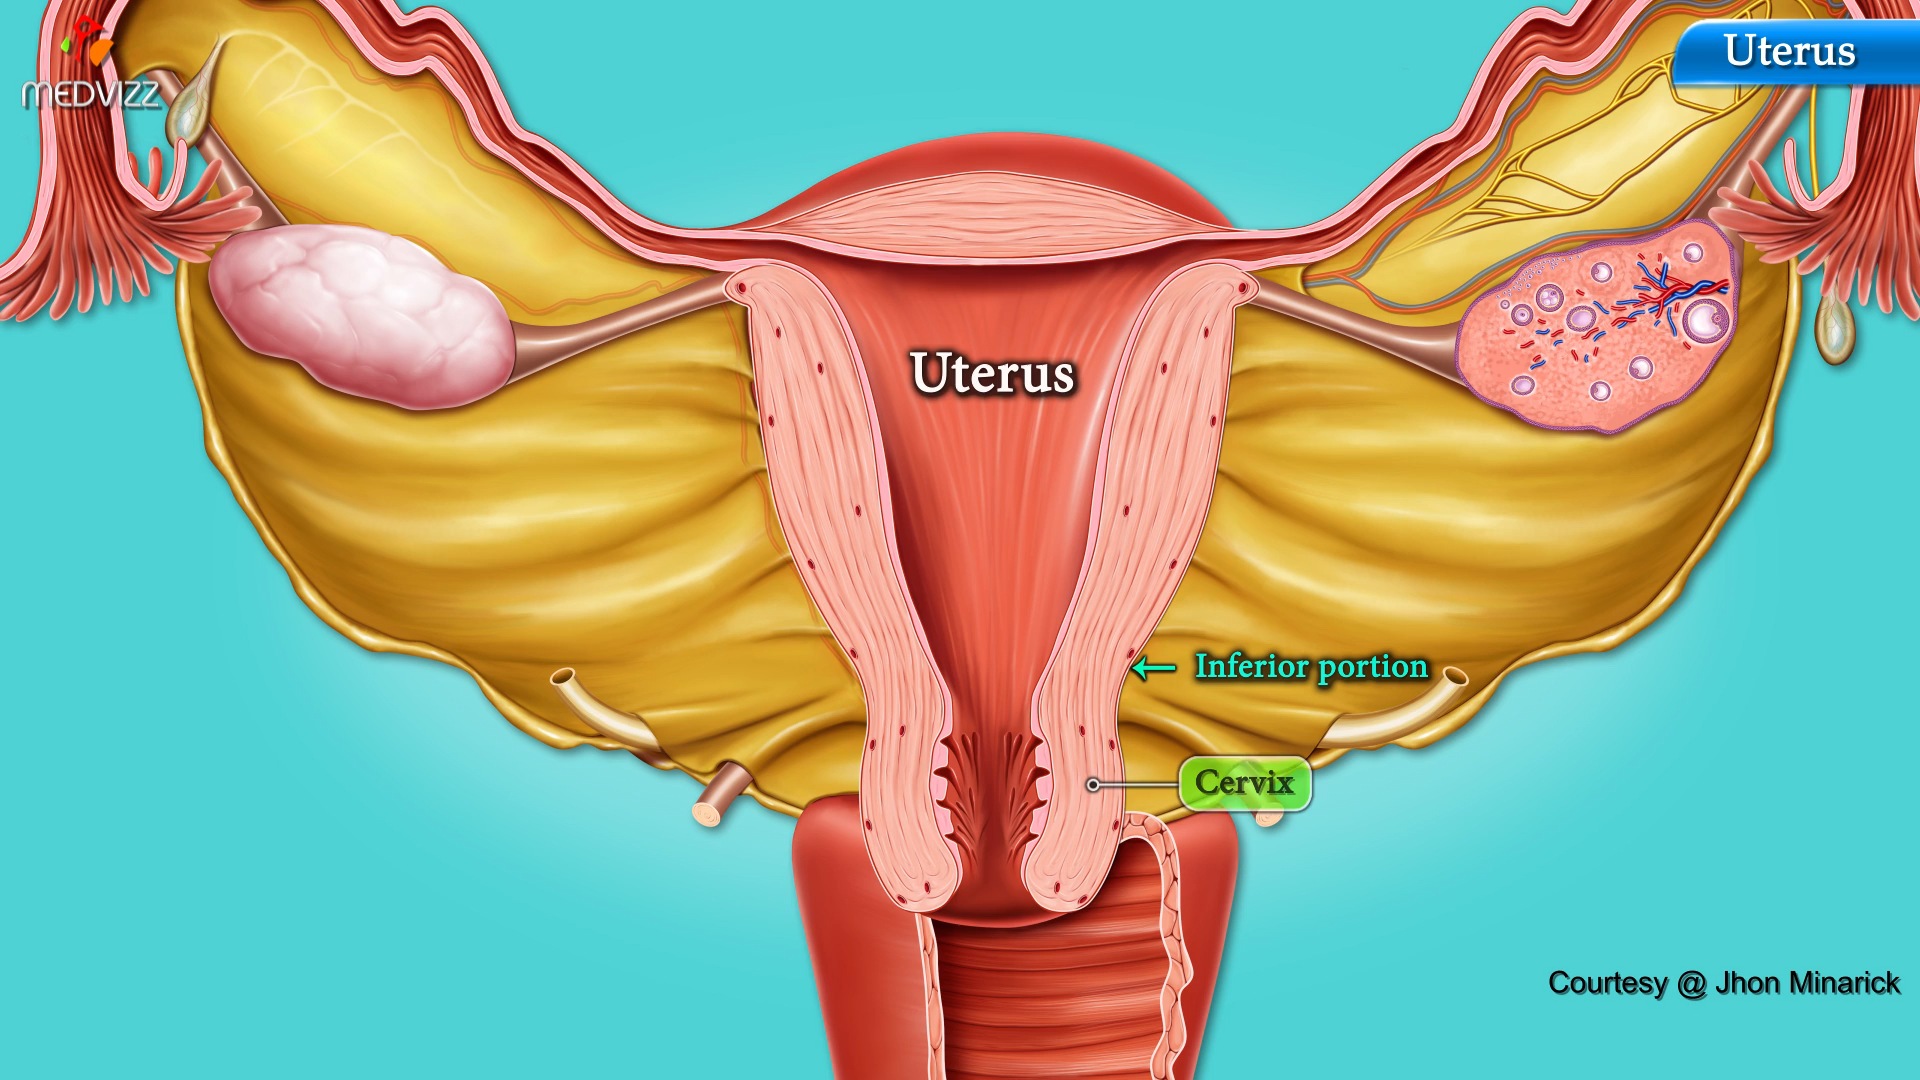 MEDVIZZ
Uterus
Uterus
Inferior portion
Cervix
Courtesy @ Jhon Minarick